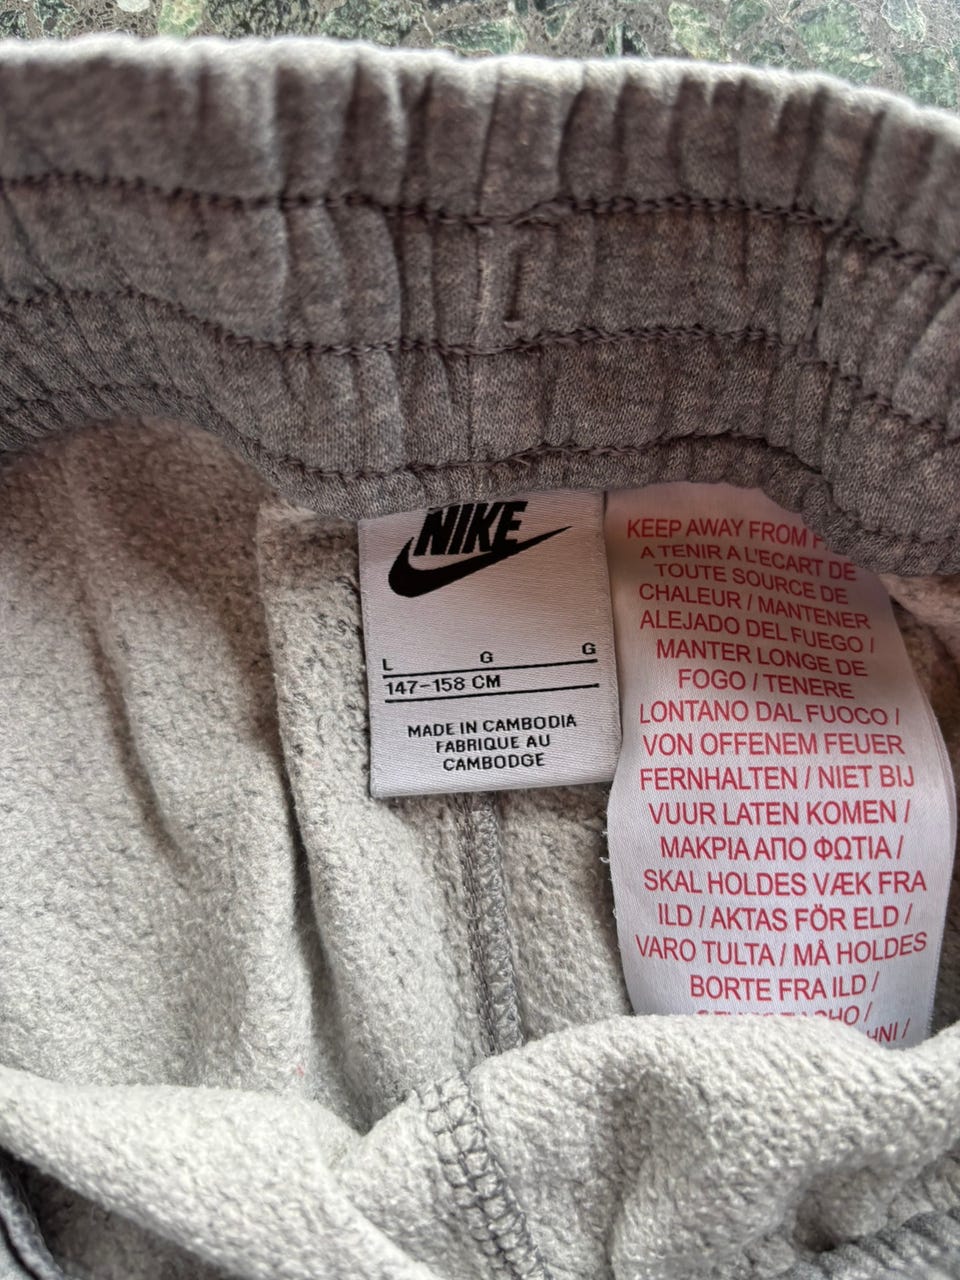 NIKE
L G G
147-158 CM
MADE IN CAMBODIA
FABRIQUE AU
CAMBODGE
KEEP AWAY FROM
A TENIR A L'ECART DE
TOUTE SOURCE DE
CHALEUR / MANTENER
ALEJADO DEL FUEGO /
MANTER LONGE DE
FOGO / TENERE
LONTANO DAL FUOCO /
VON OFFENEM FEUER
FERNHALTEN / NIET BIJ
VUUR LATEN KOMEN /
ΜΑΚΡΙΑ ΑΠΟ ΦΩΤΙΑ /
SKAL HOLDES VÆK FRA
ILD / AKTAS FÖR ELD /
VARO TULTA / MÅ HOLDES
BORTE FRA ILD /